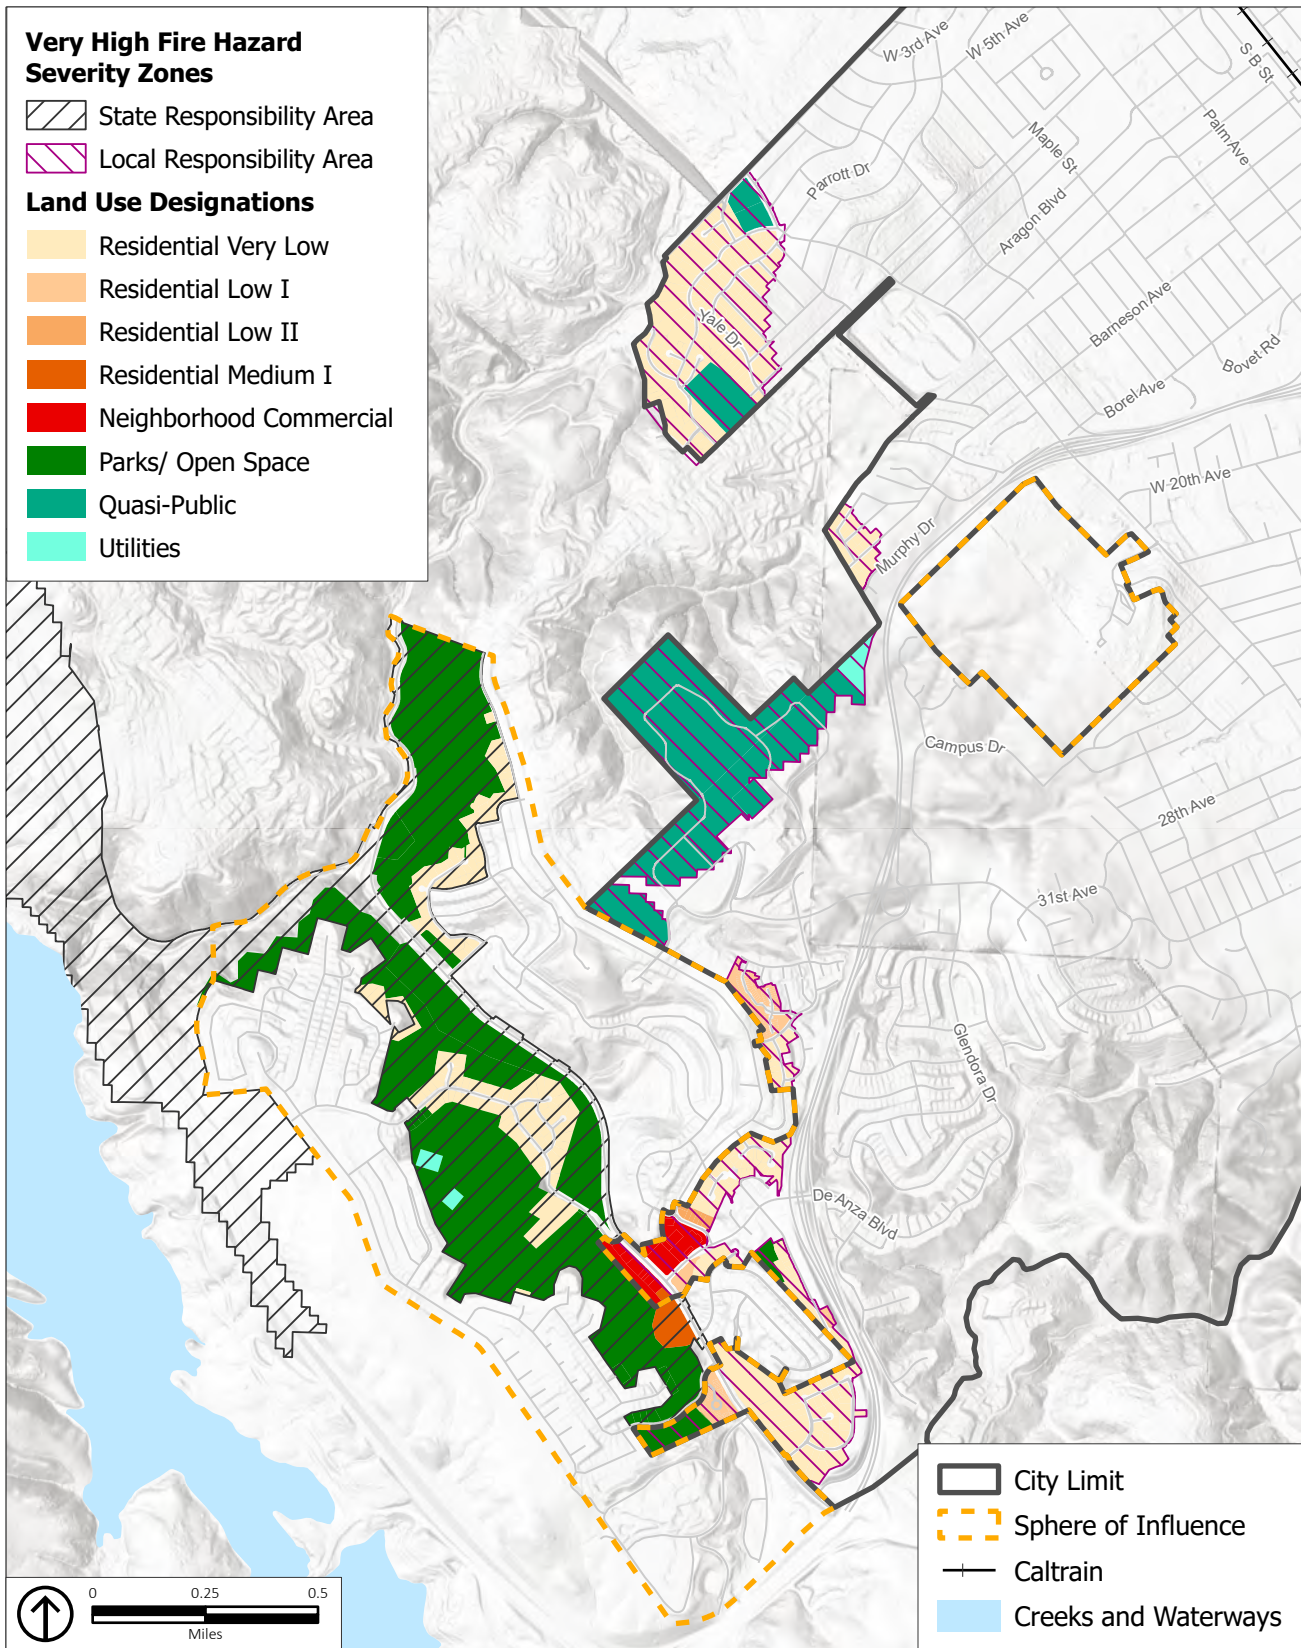 Very High Fire Hazard
Severity Zones
State Responsibility Area
Local Responsibility Area
Land Use Designations
Residential Very Low
Residential Low I
Residential Low II
Residential Medium I
Neighborhood Commercial
Parks/ Open Space
Quasi-Public
Utilities
W 3rd Ave
W 5th Ave
S B St
Palm Ave
Maple St
Parrott Dr
Aragon Blvd
Barneson Ave
Bovet Rd
Yale Dr
Borel Ave
W 20th Ave
Murphy Dr
Campus Dr
28th Ave
31st Ave
Glendora Dr
De Anza Blvd
City Limit
Sphere of Influence
Caltrain
Creeks and Waterways
0 0.25 0.5
Miles